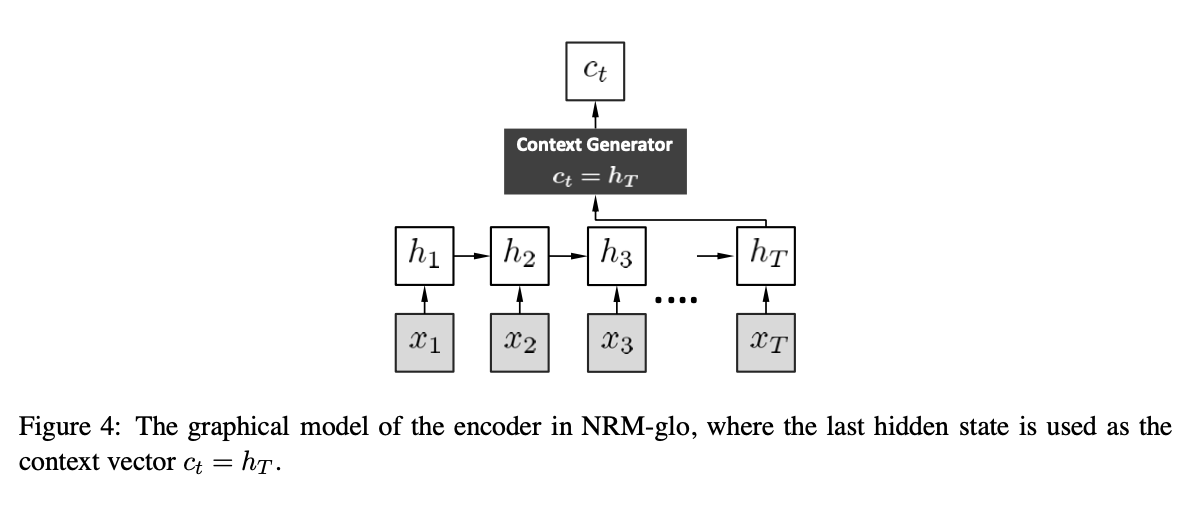 c_t
Context Generator
c_t = h_T
h_1 h_2 h_3 h_T
....
x_1 x_2 x_3 x_T
Figure 4: The graphical model of the encoder in NRM-glo, where the last hidden state is used as the
context vector c_t = h_T.